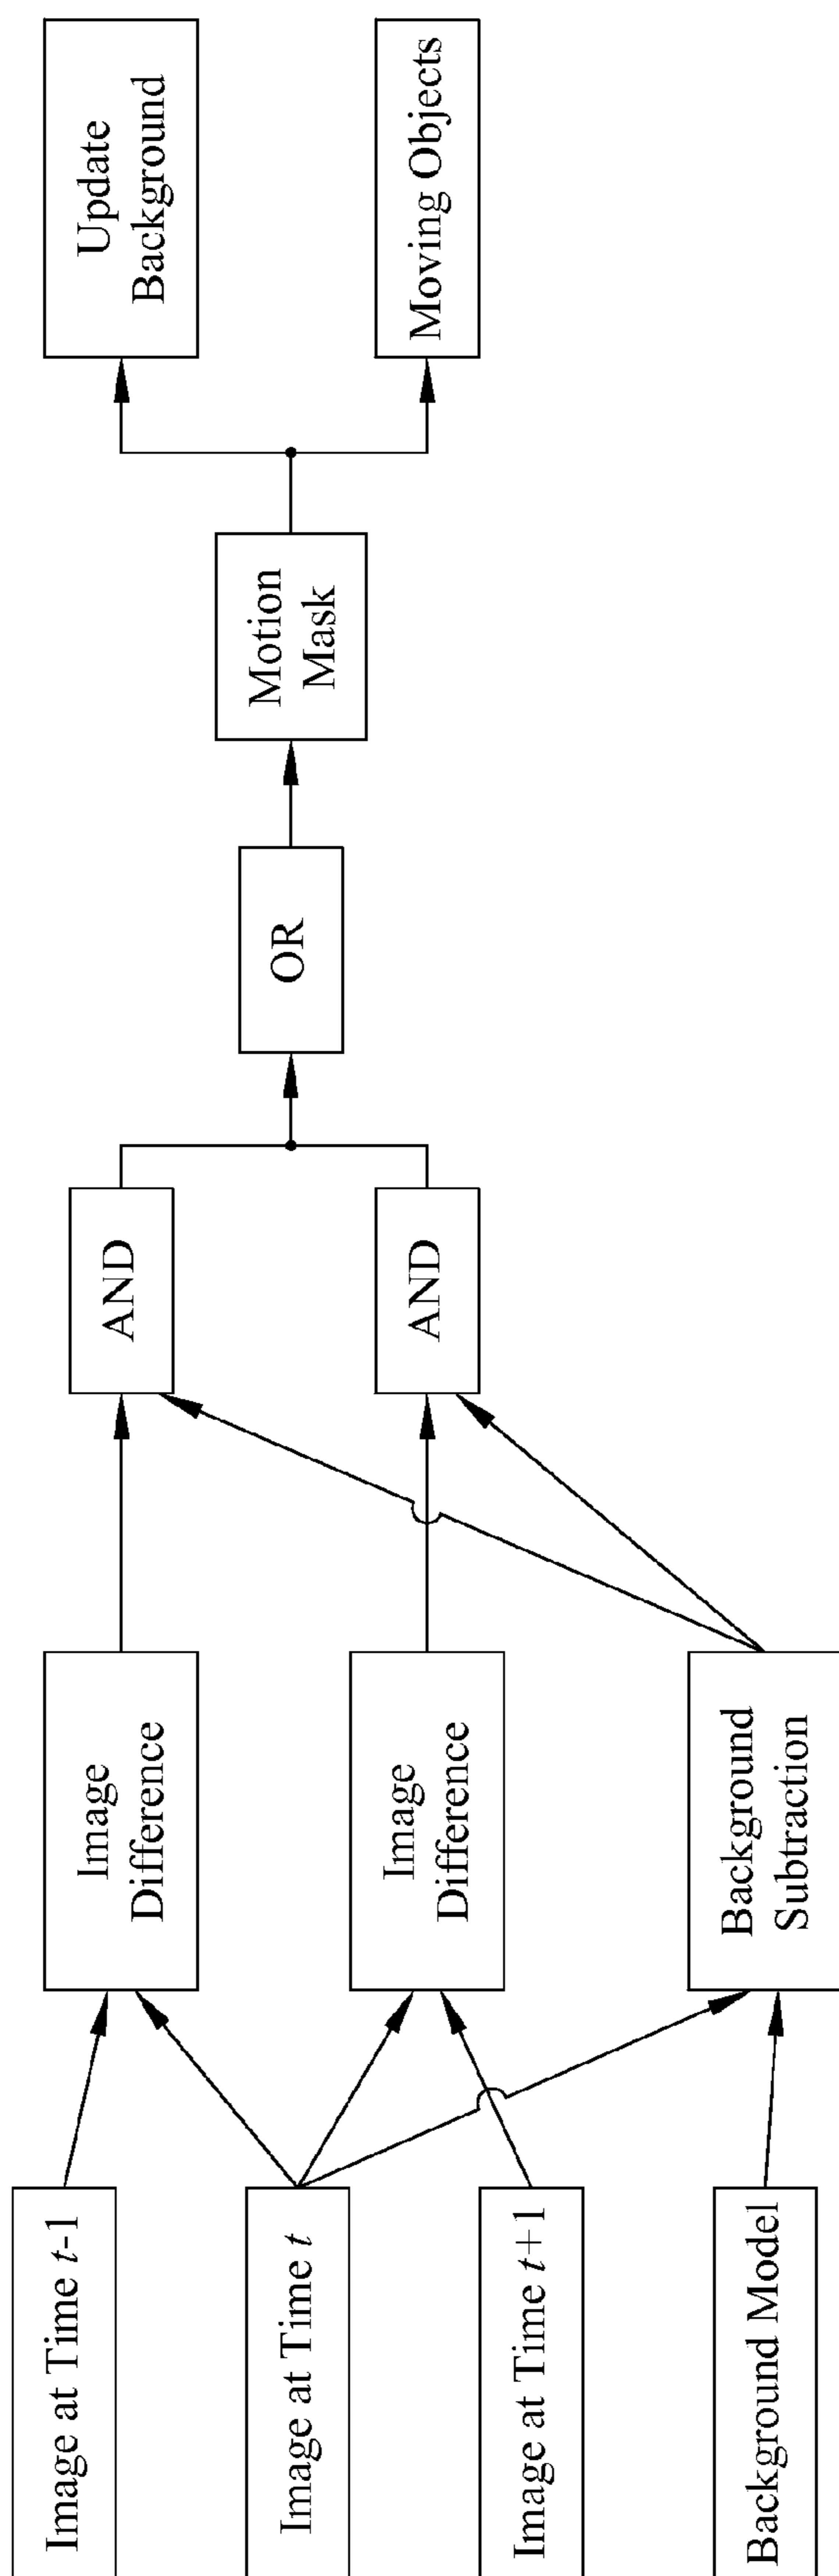 Image at Time t-1
Image at Time t
Image at Time t+1
Background Model
Image
Difference
Image
Difference
Background
Subtraction
AND
AND
OR
Motion
Mask
Update
Background
Moving Objects